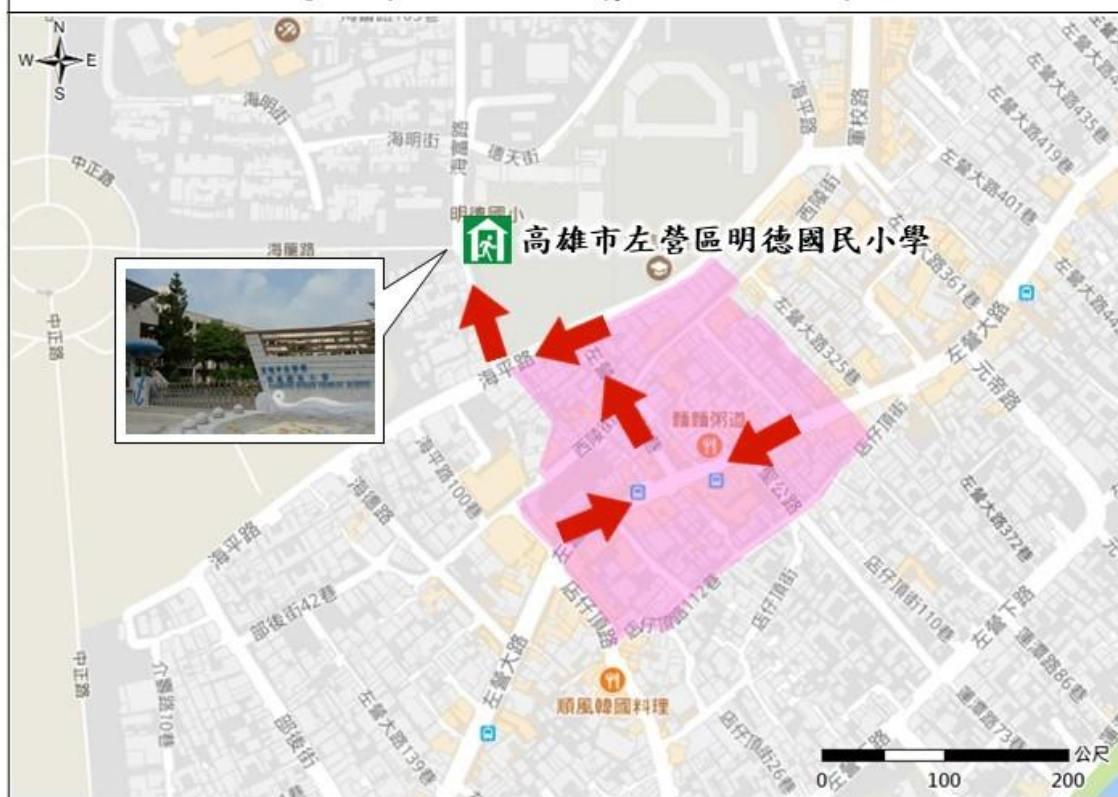 N
W
E
S
海富路
海明街
海明街
德天街
中正路
海平路
軍校路
左營大路435巷
左營大路419巷
左營大路401巷
西陵街
明德國小
高雄市左營區明德國民小學
海麗路
大路361巷
左營大路325巷
左營大路
元帝路
中正路
海平路
西陵街
麵麵粥道
聖公路
店仔頂街
海平路100巷
海德路
左營大路372巷
海平路
店仔頂路
店仔頂路112巷
店仔頂街
店仔頂街110巷
左營下路
蓮潭路86巷
部後街42巷
中正路
介壽路10巷
左營大路
順風韓國料理
部後街
左營大路139巷
店仔頂街26巷
蓮潭路73巷
公尺
0
100
200